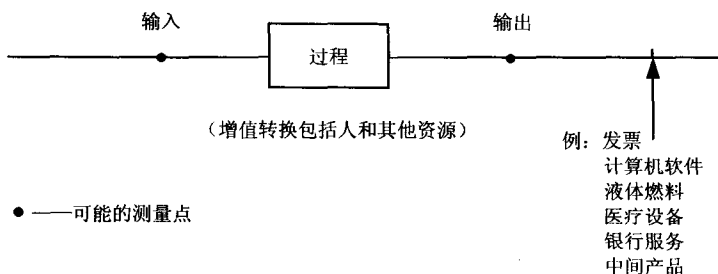 输入
输出
过程
（增值转换包括人和其他资源）
例：发票
计算机软件
液体燃料
医疗设备
银行服务
中间产品
● ——可能的测量点